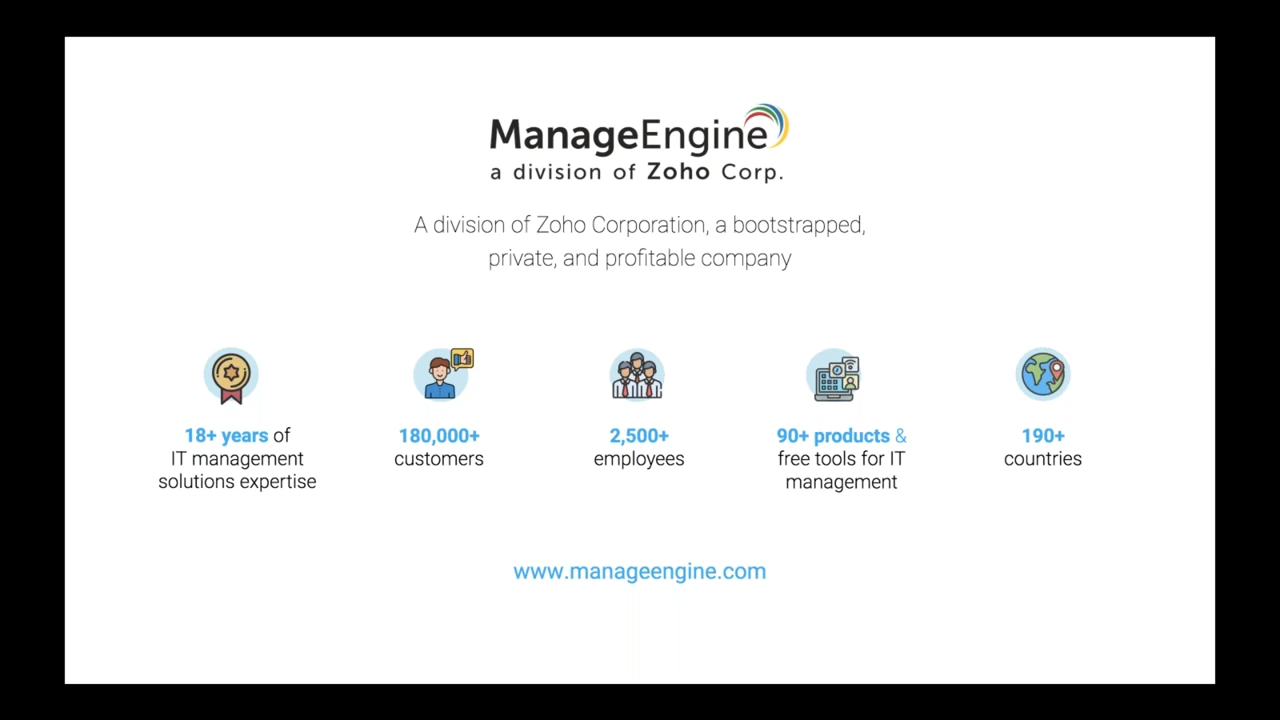 ManageEngine
a division of Zoho Corp.
A division of Zoho Corporation, a bootstrapped,
private, and profitable company
18+ years of
IT management
solutions expertise
180,000+
customers
2,500+
employees
90+ products &
free tools for IT
management
190+
countries
www.manageengine.com